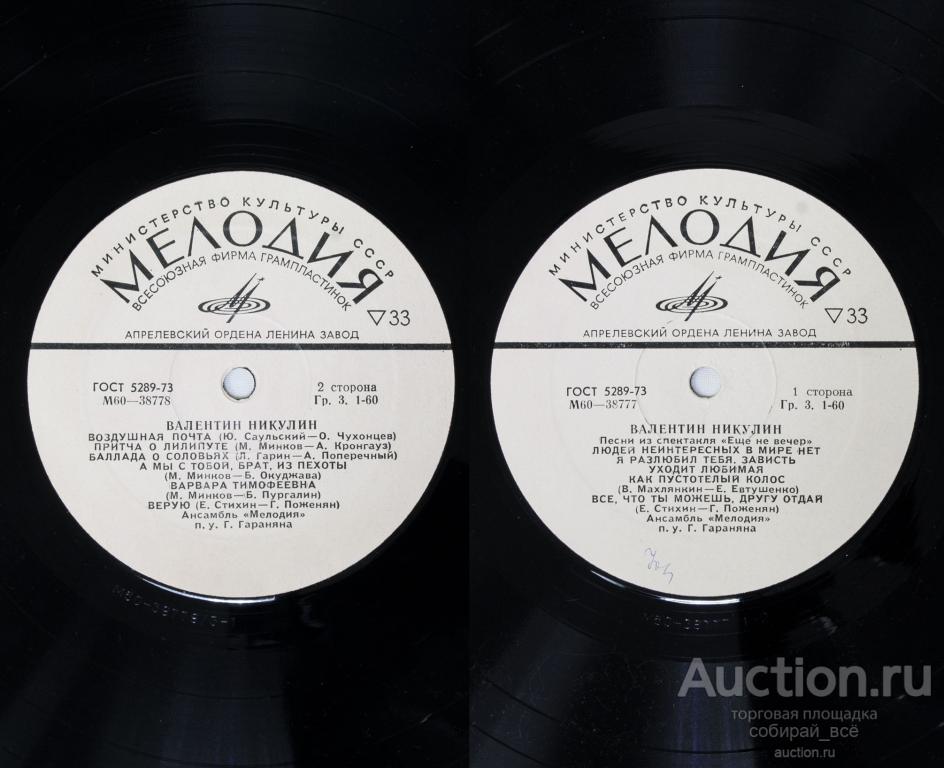 МИНИСТЕРСТВО КУЛЬТУРЫ СССР
МЕЛОДИЯ
ВСЕСОЮЗНАЯ ФИРМА ГРАМПЛАСТИНОК
▽33
АПРЕЛЕВСКИЙ ОРДЕНА ЛЕНИНА ЗАВОД
ГОСТ 5289-73
М60—38778
2 сторона
Гр. 3, 1-60
ВАЛЕНТИН НИКУЛИН
ВОЗДУШНАЯ ПОЧТА (Ю. Саульский—О. Чухонцев)
ПРИТЧА О ЛИЛИПУТЕ (М. Минков—А. Кронгауз)
БАЛЛАДА О СОЛОВЬЯХ (Л. Гарин—А. Поперечный)
А МЫ С ТОБОЙ, БРАТ, ИЗ ПЕХОТЫ
(М. Минков—Б. Окуджава)
ВАРВАРА ТИМОФЕЕВНА
(М. Минков—Б. Пургалин)
ВЕРУЮ (Е. Стихин—Г. Поженян)
Ансамбль «Мелодия»
п. у. Г. Гараняна
МИНИСТЕРСТВО КУЛЬТУРЫ СССР
МЕЛОДИЯ
ВСЕСОЮЗНАЯ ФИРМА ГРАМПЛАСТИНОК
▽33
АПРЕЛЕВСКИЙ ОРДЕНА ЛЕНИНА ЗАВОД
ГОСТ 5289-73
М60—38777
1 сторона
Гр. 3, 1-60
ВАЛЕНТИН НИКУЛИН
Песни из спектакля «Еще не вечер»
ЛЮДЕЙ НЕИНТЕРЕСНЫХ В МИРЕ НЕТ
Я РАЗЛЮБИЛ ТЕБЯ, ЗАВИСТЬ
УХОДИТ ЛЮБИМАЯ
КАК ПУСТОТЕЛЫЙ КОЛОС
(В. Махлянкин—Е. Евтушенко)
ВСЕ, ЧТО ТЫ МОЖЕШЬ, ДРУГУ ОТДАЙ
(Е. Стихин—Г. Поженян)
Ансамбль «Мелодия»
п. у. Г. Гараняна
Auction.ru
торговая площадка
собирай_всё
auction.ru